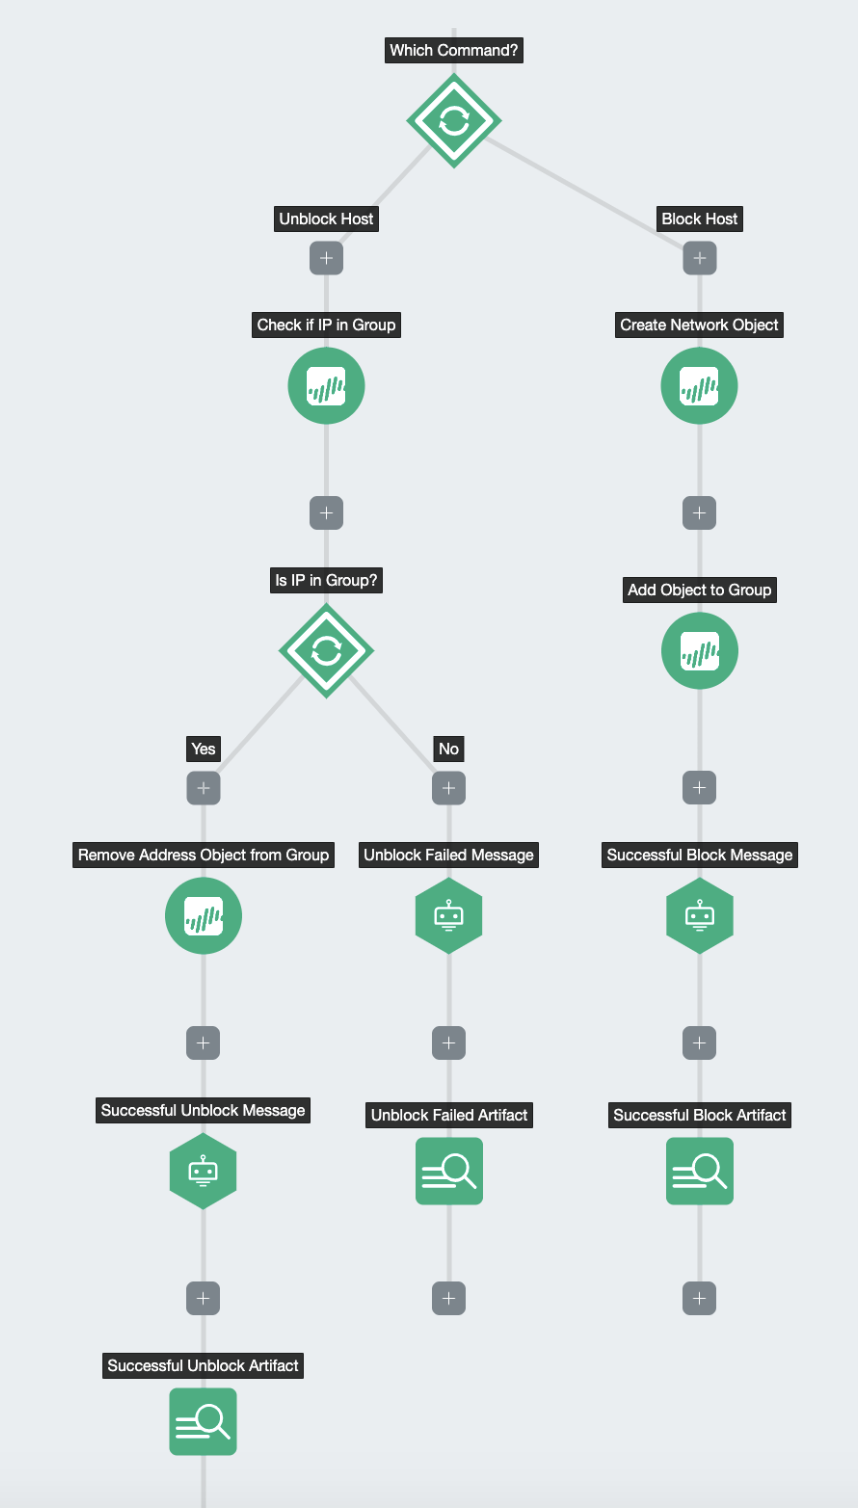 Which Command?
Unblock Host
Block Host
Check if IP in Group
Create Network Object
Is IP in Group?
Add Object to Group
Yes
No
Remove Address Object from Group
Unblock Failed Message
Successful Block Message
Successful Unblock Message
Unblock Failed Artifact
Successful Block Artifact
Successful Unblock Artifact